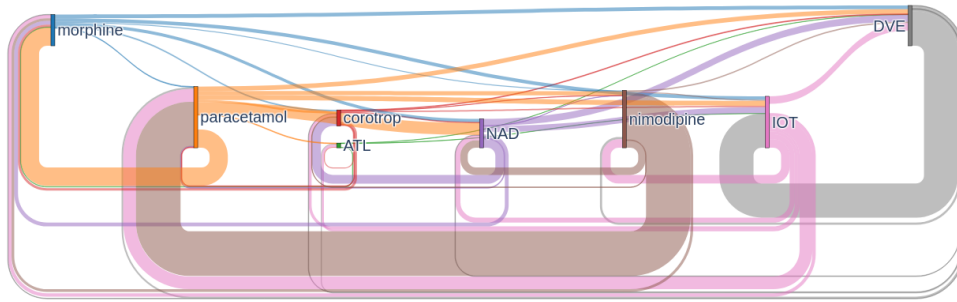 morphine
DVE
paracetamol
corotrop
nimodipine
IOT
NAD
ATL